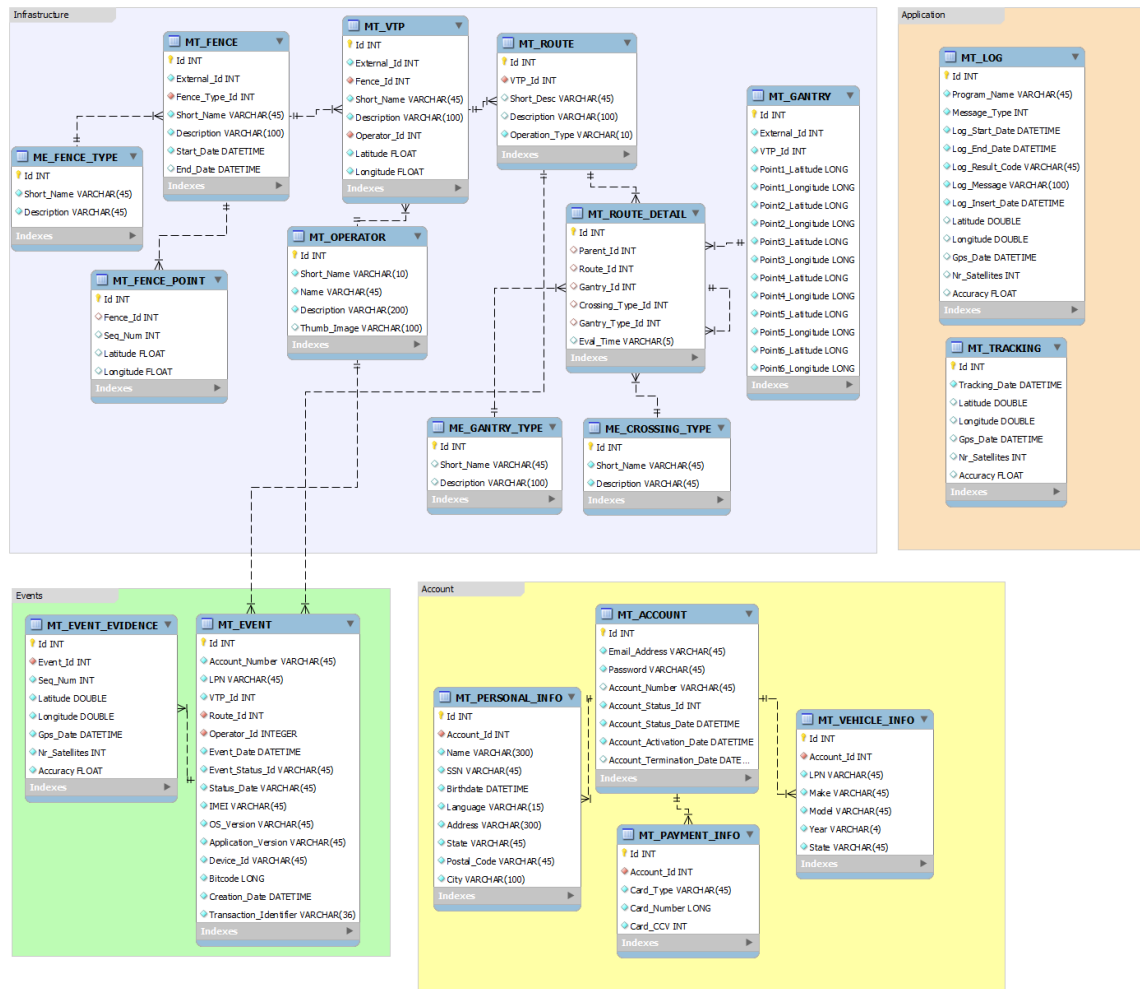 Infrastructure
MT_FENCE
Id INT
External_Id INT
Fence_Type_Id INT
Short_Name VARCHAR(45)
Description VARCHAR(100)
Start_Date DATETIME
End_Date DATETIME
Indexes
MT_VTP
Id INT
External_Id INT
Fence_Id INT
Short_Name VARCHAR(45)
Description VARCHAR(100)
Operator_Id INT
Latitude FLOAT
Longitude FLOAT
MT_ROUTE
Id INT
VTP_Id INT
Short_Desc VARCHAR(45)
Description VARCHAR(100)
Operation_Type VARCHAR(10)
Indexes
MT_GANTRY
Id INT
External_Id INT
VTP_Id INT
Point1_Latitude LONG
Point1_Longitude LONG
Point2_Latitude LONG
Point2_Longitude LONG
Point3_Latitude LONG
Point3_Longitude LONG
Point4_Latitude LONG
Point4_Longitude LONG
Point5_Latitude LONG
Point5_Longitude LONG
Point6_Latitude LONG
Point6_Longitude LONG
Indexes
ME_FENCE_TYPE
Id INT
Short_Name VARCHAR(45)
Description VARCHAR(45)
Indexes
MT_FENCE_POINT
Id INT
Fence_Id INT
Seq_Num INT
Latitude FLOAT
Longitude FLOAT
Indexes
MT_OPERATOR
Id INT
Short_Name VARCHAR(10)
Name VARCHAR(45)
Description VARCHAR(200)
Thumb_Image VARCHAR(100)
Indexes
MT_ROUTE_DETAIL
Id INT
Parent_Id INT
Route_Id INT
Gantry_Id INT
Crossing_Type_Id INT
Gantry_Type_Id INT
Eval_Time VARCHAR(5)
Indexes
ME_GANTRY_TYPE
Id INT
Short_Name VARCHAR(45)
Description VARCHAR(100)
Indexes
ME_CROSSING_TYPE
Id INT
Short_Name VARCHAR(45)
Description VARCHAR(45)
Indexes
Application
MT_LOG
Id INT
Program_Name VARCHAR(45)
Message_Type INT
Log_Start_Date DATETIME
Log_End_Date DATETIME
Log_Result_Code VARCHAR(45)
Log_Message VARCHAR(100)
Log_Insert_Date DATETIME
Latitude DOUBLE
Longitude DOUBLE
Gps_Date DATETIME
Nr_Satellites INT
Accuracy FLOAT
Indexes
MT_TRACKING
Id INT
Tracking_Date DATETIME
Latitude DOUBLE
Longitude DOUBLE
Gps_Date DATETIME
Nr_Satellites INT
Accuracy FLOAT
Indexes
Events
MT_EVENT_EVIDENCE
Id INT
Event_Id INT
Seq_Num INT
Latitude DOUBLE
Longitude DOUBLE
Gps_Date DATETIME
Nr_Satellites INT
Accuracy FLOAT
Indexes
MT_EVENT
Id INT
Account_Number VARCHAR(45)
LPN VARCHAR(45)
VTP_Id INT
Route_Id INT
Operator_Id INTEGER
Event_Date DATETIME
Event_Status_Id VARCHAR(45)
Status_Date VARCHAR(45)
IMEI VARCHAR(45)
OS_Version VARCHAR(45)
Application_Version VARCHAR(45)
Device_Id VARCHAR(45)
Bitcode LONG
Creation_Date DATETIME
Transaction_Identifier VARCHAR(36)
Indexes
Account
MT_ACCOUNT
Id INT
Email_Address VARCHAR(45)
Password VARCHAR(45)
Account_Number VARCHAR(45)
Account_Status_Id INT
Account_Status_Date DATETIME
Account_Activation_Date DATETIME
Account_Termination_Date DATE...
Indexes
MT_PERSONAL_INFO
Id INT
Account_Id INT
Name VARCHAR(300)
SSN VARCHAR(45)
Birthdate DATETIME
Language VARCHAR(15)
Address VARCHAR(300)
State VARCHAR(45)
Postal_Code VARCHAR(45)
City VARCHAR(100)
Indexes
MT_VEHICLE_INFO
Id INT
Account_Id INT
LPN VARCHAR(45)
Make VARCHAR(45)
Model VARCHAR(45)
Year VARCHAR(4)
State VARCHAR(45)
Indexes
MT_PAYMENT_INFO
Id INT
Account_Id INT
Card_Type VARCHAR(45)
Card_Number LONG
Card_CCV INT
Indexes